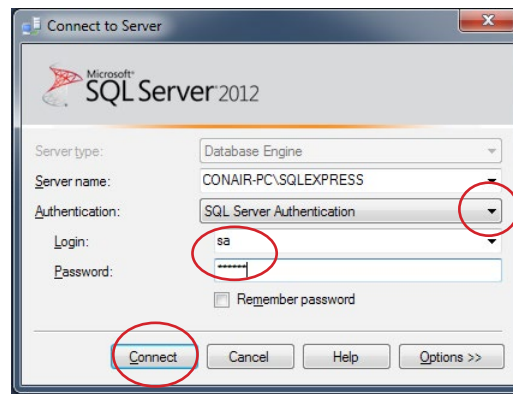 Connect to Server
Microsoft®
SQL Server 2012
Server type: Database Engine
Server name: CONAIR-PC\SQLEXPRESS
Authentication: SQL Server Authentication
Login: sa
Password: ******
Remember password
Connect Cancel Help Options >>